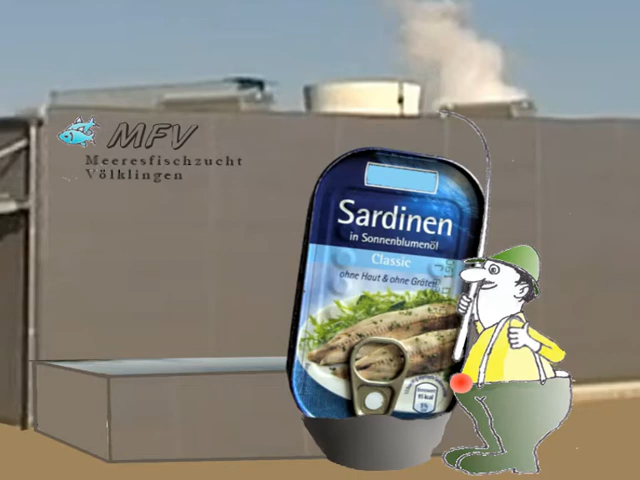 MFV
Meeresfischzucht
Völklingen
Sardinen
in Sonnenblumenöl
Classic
ohne Haut & ohne Gräten